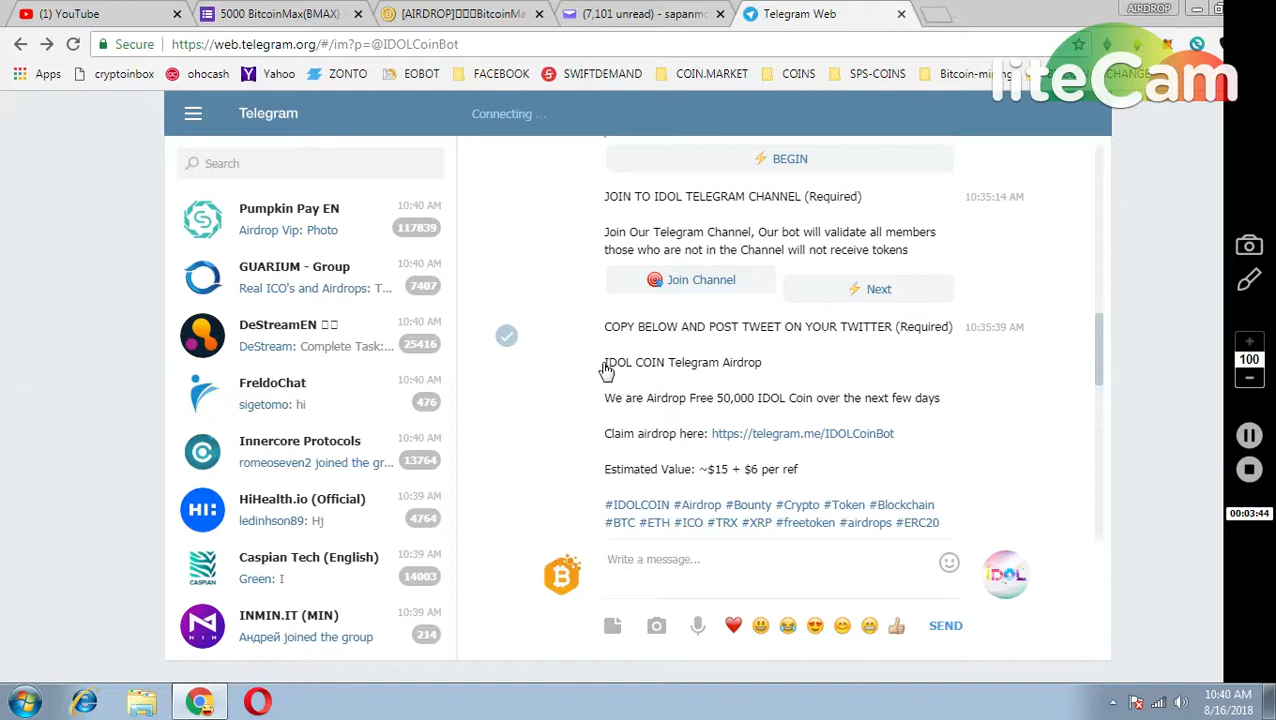 (1) YouTube
5000 BitcoinMax(BMAX)
[AIRDROP]□□□BitcoinM
(7,101 unread) - sapanm
Telegram Web
AIRDROP
Secure
https://web.telegram.org/#/im?p=@IDOLCoinBot
Apps
cryptoinbox
ohocash
Yahoo
ZONTO
EOBOT
FACEBOOK
SWIFTDEMAND
COIN.MARKET
COINS
SPS-COINS
Bitcoin-mining
CHANGE
liteCam
Telegram
Connecting ...
Search
Pumpkin Pay EN
10:40 AM
Airdrop Vip: Photo
117839
GUARIUM - Group
10:40 AM
Real ICO's and Airdrops: T...
7407
DeStreamEN □□
10:40 AM
DeStream: Complete Task:...
25416
FreldoChat
10:40 AM
sigetomo: hi
476
Innercore Protocols
10:40 AM
romeoseven2 joined the gr...
13764
HiHealth.io (Official)
10:39 AM
ledinhson89: Hj
4764
Caspian Tech (English)
10:39 AM
Green: I
14003
INMIN.IT (MIN)
10:39 AM
Андрей joined the group
214
⚡ BEGIN
JOIN TO IDOL TELEGRAM CHANNEL (Required)
10:35:14 AM
Join Our Telegram Channel, Our bot will validate all members
those who are not in the Channel will not receive tokens
🎯 Join Channel
⚡ Next
COPY BELOW AND POST TWEET ON YOUR TWITTER (Required)
10:35:39 AM
IDOL COIN Telegram Airdrop
We are Airdrop Free 50,000 IDOL Coin over the next few days
Claim airdrop here: https://telegram.me/IDOLCoinBot
Estimated Value: ~$15 + $6 per ref
#IDOLCOIN #Airdrop #Bounty #Crypto #Token #Blockchain
#BTC #ETH #ICO #TRX #XRP #freetoken #airdrops #ERC20
Write a message...
IDOL
SEND
100
00:03:44
10:40 AM
8/16/2018